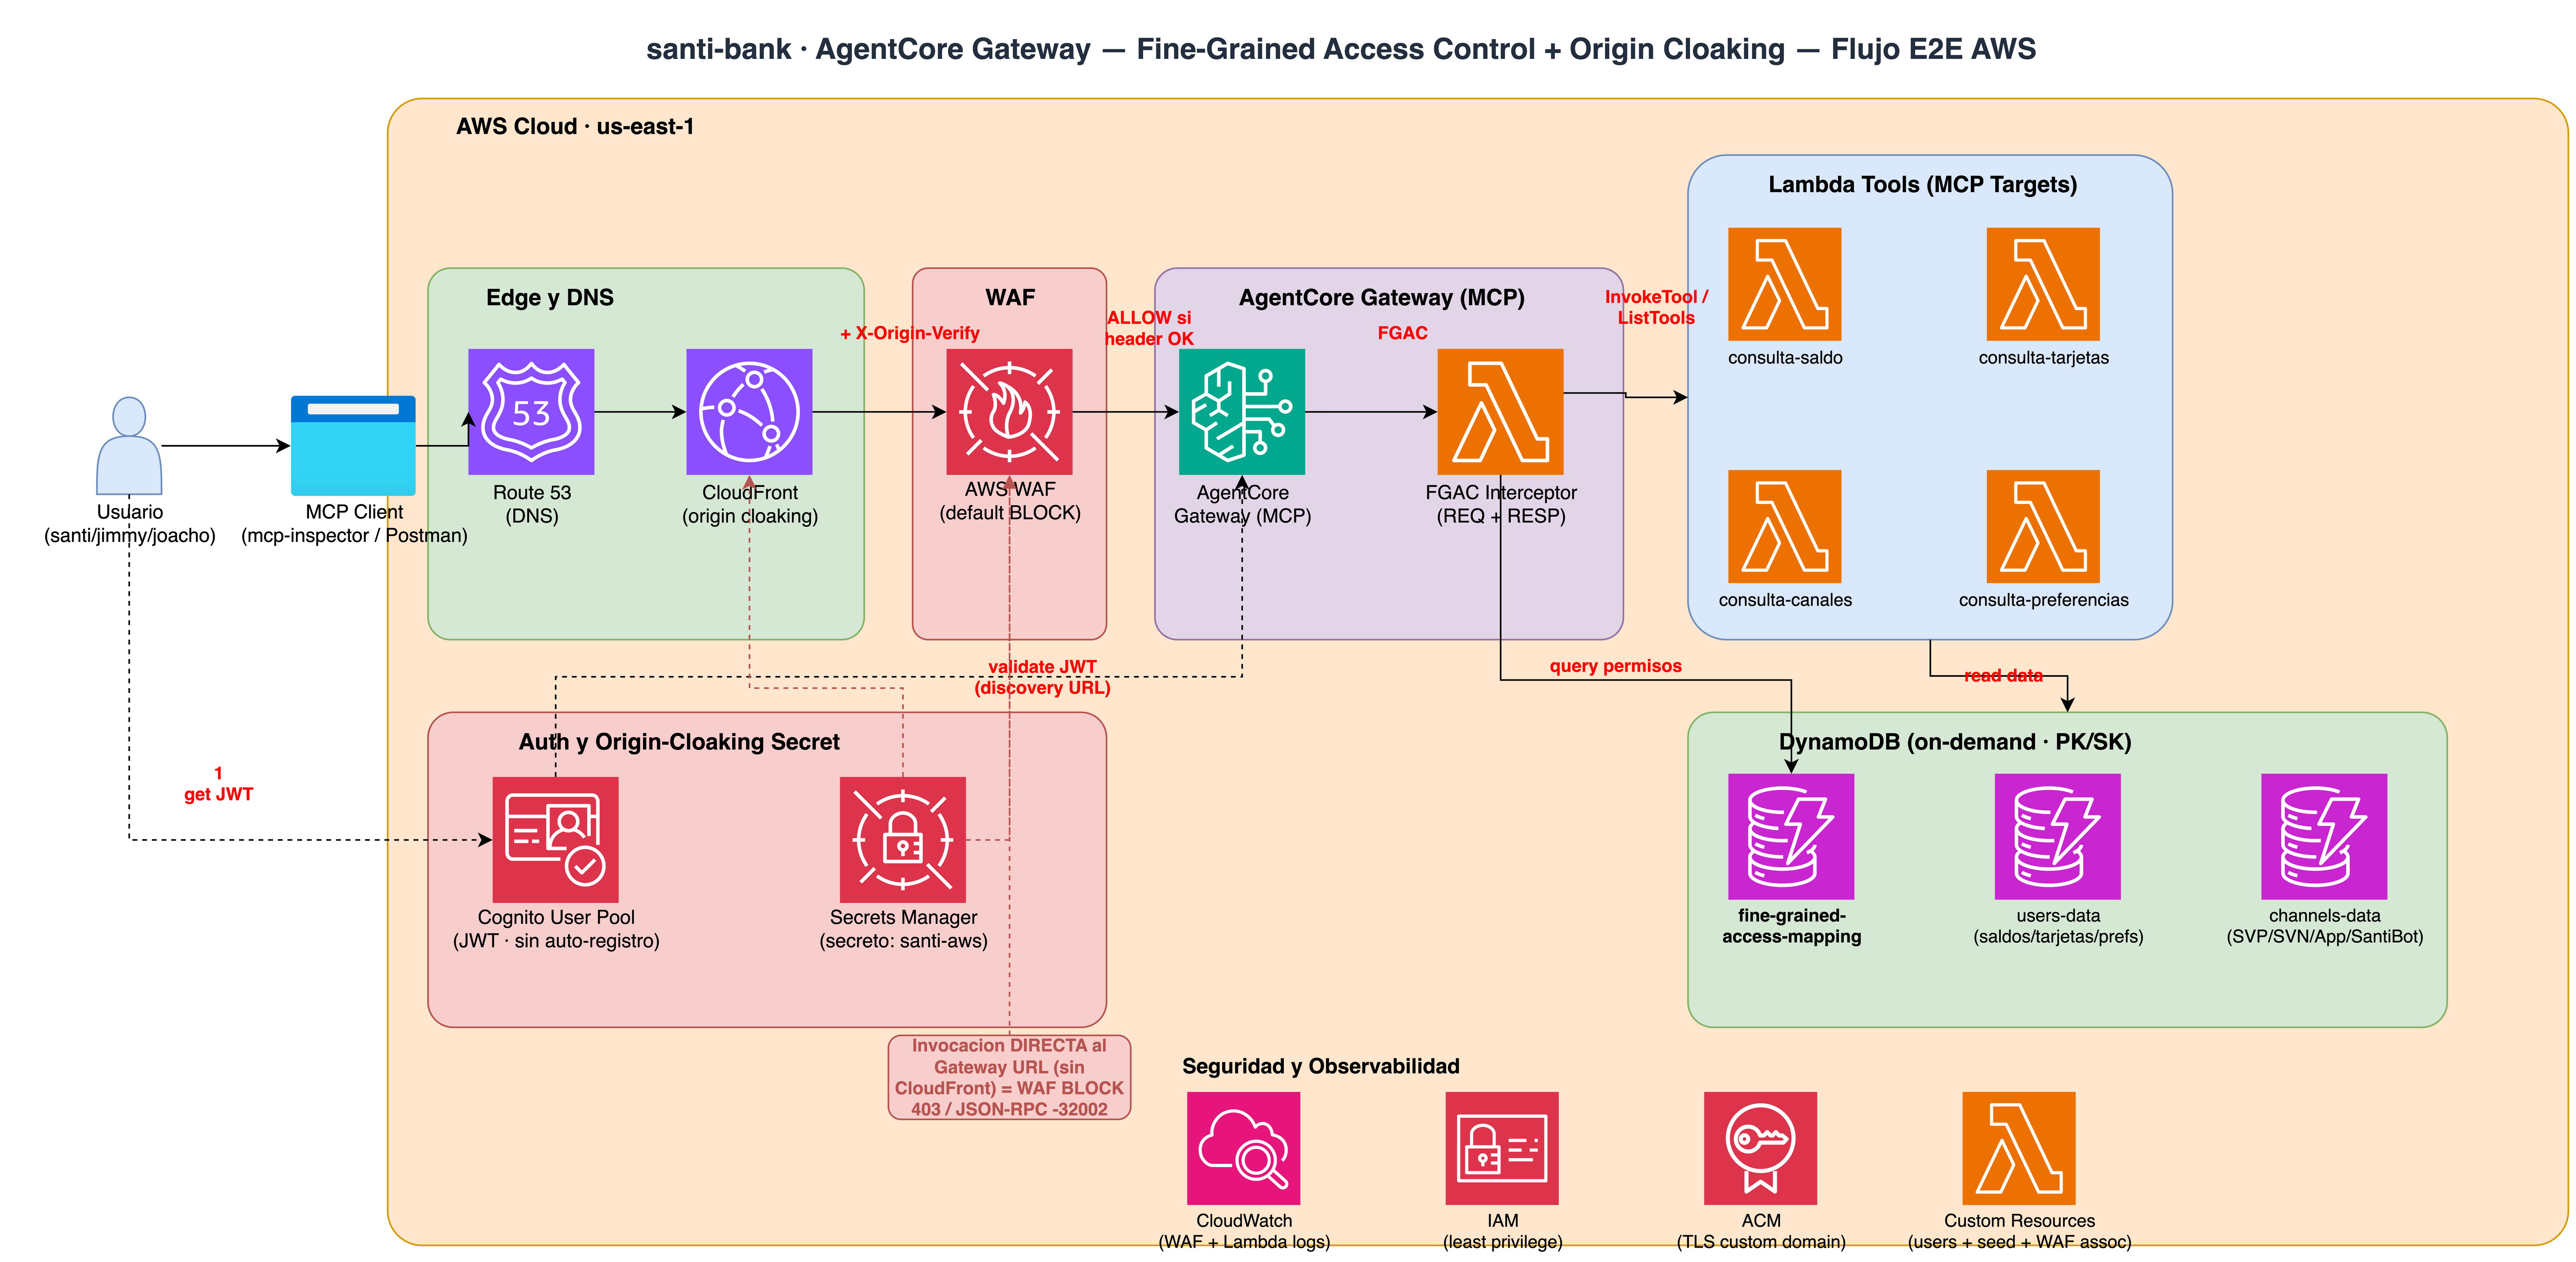 santi-bank · AgentCore Gateway — Fine-Grained Access Control + Origin Cloaking — Flujo E2E AWS
AWS Cloud · us-east-1
Lambda Tools (MCP Targets)
consulta-saldo
consulta-tarjetas
consulta-canales
consulta-preferencias
Edge y DNS
53
Route 53
(DNS)
CloudFront
(origin cloaking)
+ X-Origin-Verify
WAF
AWS WAF
(default BLOCK)
ALLOW si
header OK
AgentCore Gateway (MCP)
FGAC
AgentCore
Gateway (MCP)
FGAC Interceptor
(REQ + RESP)
InvokeTool /
ListTools
Usuario
(santi/jimmy/joacho)
MCP Client
(mcp-inspector / Postman)
validate JWT
(discovery URL)
query permisos
read data
1
get JWT
Auth y Origin-Cloaking Secret
Cognito User Pool
(JWT · sin auto-registro)
Secrets Manager
(secreto: santi-aws)
DynamoDB (on-demand · PK/SK)
fine-grained-
access-mapping
users-data
(saldos/tarjetas/prefs)
channels-data
(SVP/SVN/App/SantiBot)
Invocacion DIRECTA al
Gateway URL (sin
CloudFront) = WAF BLOCK
403 / JSON-RPC -32002
Seguridad y Observabilidad
CloudWatch
(WAF + Lambda logs)
IAM
(least privilege)
ACM
(TLS custom domain)
Custom Resources
(users + seed + WAF assoc)